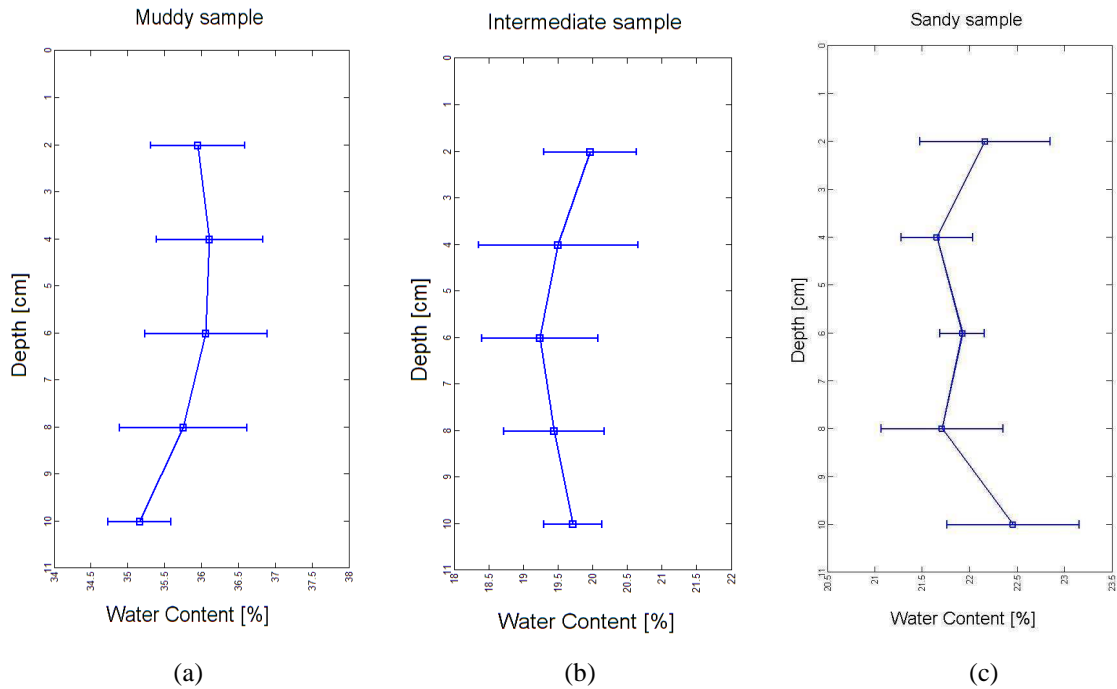 Muddy sample
0
1
2
3
4
5
6
7
8
9
10
11
Depth [cm]
34 34.5 35 35.5 36 36.5 37 37.5 38
Water Content [%]
(a)
Intermediate sample
0
1
2
3
4
5
6
7
8
9
10
11
Depth [cm]
18 18.5 19 19.5 20 20.5 21 21.5 22
Water Content [%]
(b)
Sandy sample
0
1
2
3
4
5
6
7
8
9
10
11
Depth [cm]
20.5 21 21.5 22 22.5 23 23.5
Water Content [%]
(c)